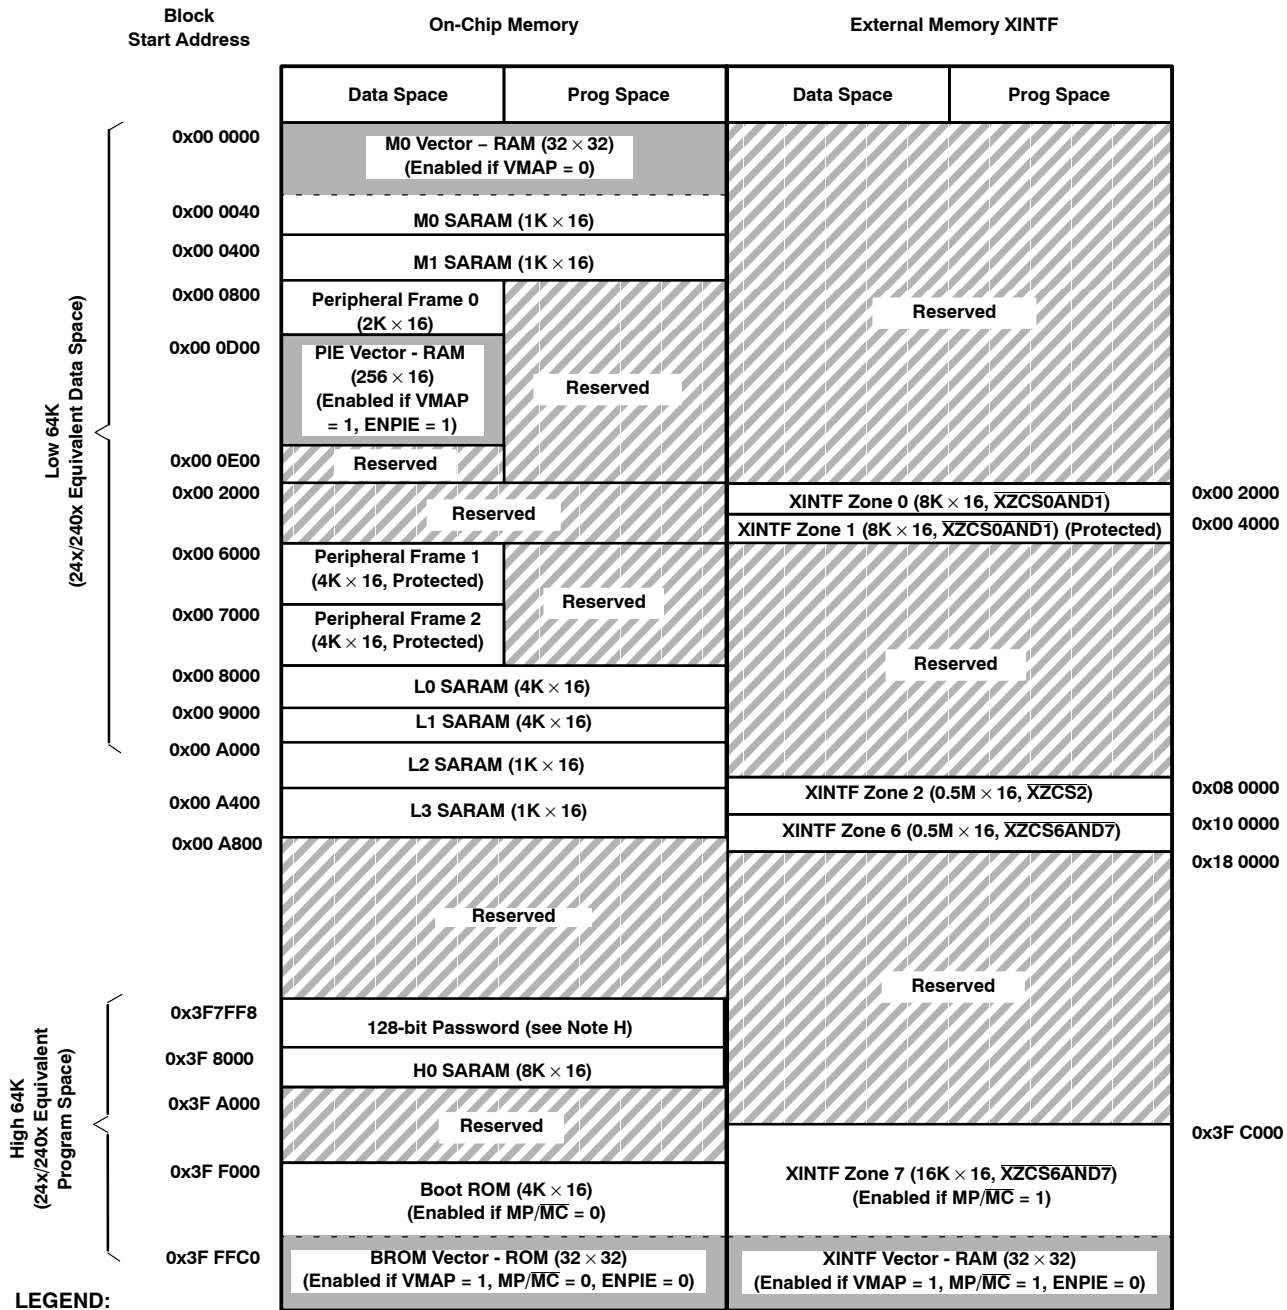 Block
Start Address
On-Chip Memory
External Memory XINTF
Data Space
Prog Space
Data Space
Prog Space
Low 64K
(24x/240x Equivalent Data Space)
0x00 0000
M0 Vector – RAM (32 × 32)
(Enabled if VMAP = 0)
0x00 0040
M0 SARAM (1K × 16)
0x00 0400
M1 SARAM (1K × 16)
0x00 0800
Peripheral Frame 0
(2K × 16)
0x00 0D00
PIE Vector - RAM
(256 × 16)
(Enabled if VMAP
= 1, ENPIE = 1)
Reserved
Reserved
0x00 0E00
Reserved
0x00 2000
Reserved
XINTF Zone 0 (8K × 16, XZCS0AND1)
0x00 2000
XINTF Zone 1 (8K × 16, XZCS0AND1) (Protected)
0x00 4000
0x00 6000
Peripheral Frame 1
(4K × 16, Protected)
Reserved
0x00 7000
Peripheral Frame 2
(4K × 16, Protected)
Reserved
0x00 8000
L0 SARAM (4K × 16)
0x00 9000
L1 SARAM (4K × 16)
0x00 A000
L2 SARAM (1K × 16)
0x00 A400
L3 SARAM (1K × 16)
XINTF Zone 2 (0.5M × 16, XZCS2)
0x08 0000
XINTF Zone 6 (0.5M × 16, XZCS6AND7)
0x10 0000
0x00 A800
0x18 0000
Reserved
Reserved
High 64K
(24x/240x Equivalent
Program Space)
0x3F7FF8
128-bit Password (see Note H)
0x3F 8000
H0 SARAM (8K × 16)
0x3F A000
Reserved
0x3F C000
0x3F F000
Boot ROM (4K × 16)
(Enabled if MP/MC = 0)
XINTF Zone 7 (16K × 16, XZCS6AND7)
(Enabled if MP/MC = 1)
0x3F FFC0
BROM Vector - ROM (32 × 32)
(Enabled if VMAP = 1, MP/MC = 0, ENPIE = 0)
XINTF Vector - RAM (32 × 32)
(Enabled if VMAP = 1, MP/MC = 1, ENPIE = 0)
LEGEND: